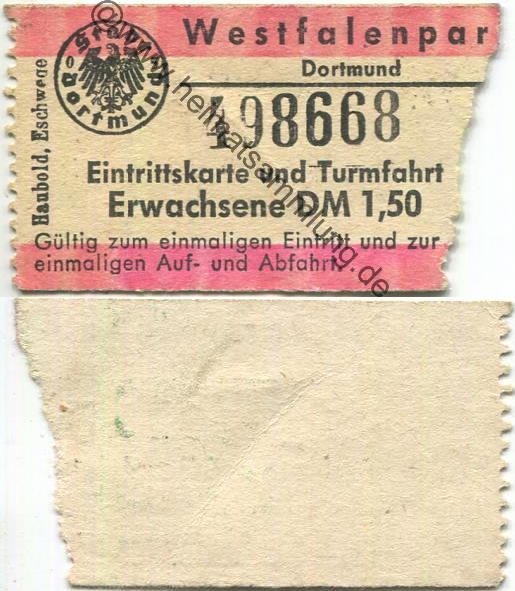 Westfalenpar
Stadt Dortmund
Dortmund
Haubold, Eschwege
198668
Eintrittskarte und Turmfahrt
Erwachsene DM 1,50
Gültig zum einmaligen Eintritt und zur
einmaligen Auf- und Abfahrt.
©www.heimatsammlung.de